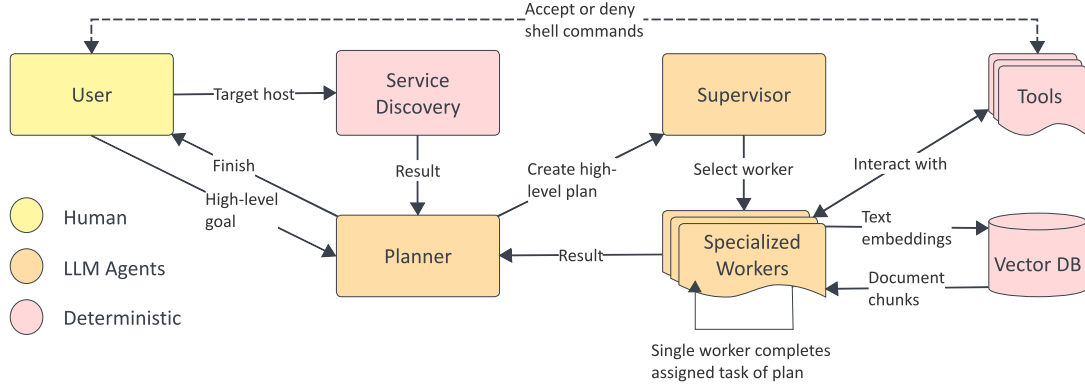 Accept or deny
shell commands
User
Target host
Service
Discovery
Supervisor
Tools
Finish
Result
Create high-
level plan
Select worker
Interact with
High-level
goal
Human
LLM Agents
Deterministic
Planner
Result
Specialized
Workers
Text
embeddings
Vector DB
Document
chunks
Single worker completes
assigned task of plan